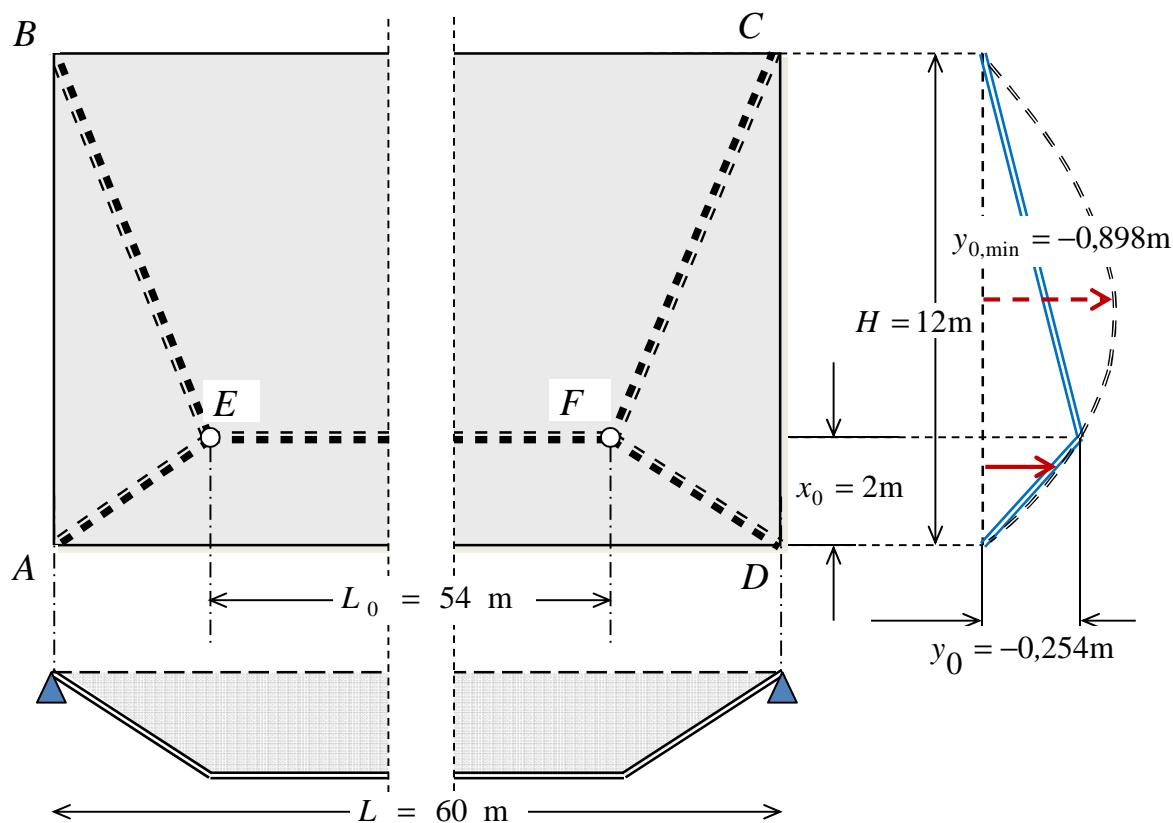 B
C
y0,min = −0,898m
H = 12m
E
F
x0 = 2m
A
D
L0 = 54 m
y0 = −0,254m
L = 60 m